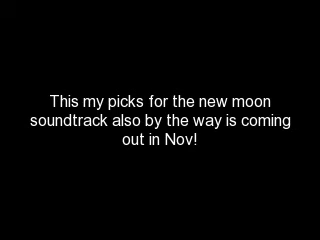 This my picks for the new moon
soundtrack also by the way is coming
out in Nov!